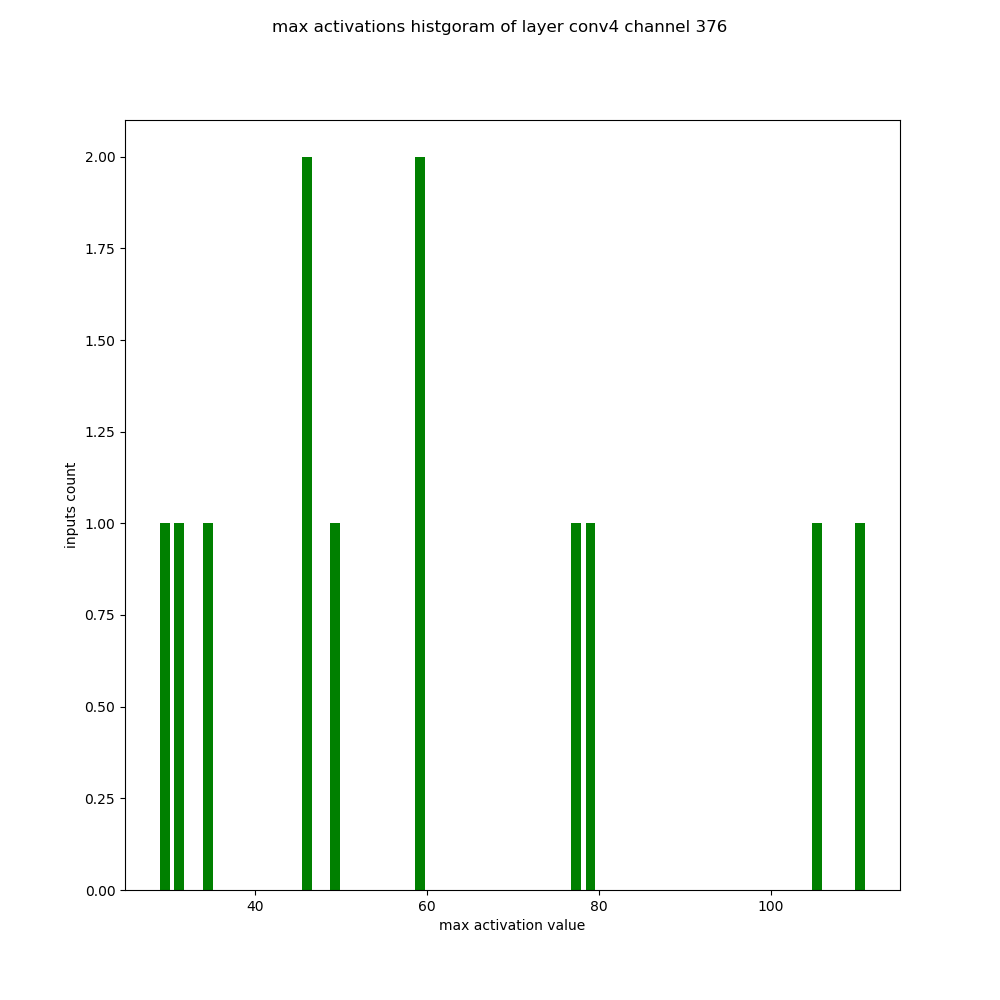 max activations histgoram of layer conv4 channel 376
2.00
1.75
1.50
1.25
1.00
0.75
0.50
0.25
0.00
inputs count
40 60 80 100
max activation value